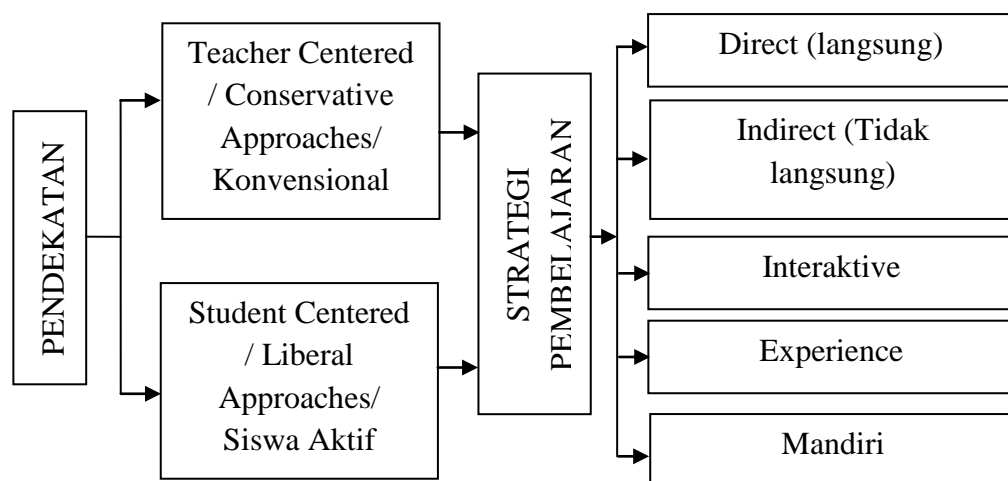 PENDEKATAN
Teacher Centered
/ Conservative
Approaches/
Konvensional
Student Centered
/ Liberal
Approaches/
Siswa Aktif
STRATEGI
PEMBELAJARAN
Direct (langsung)
Indirect (Tidak
langsung)
Interaktive
Experience
Mandiri